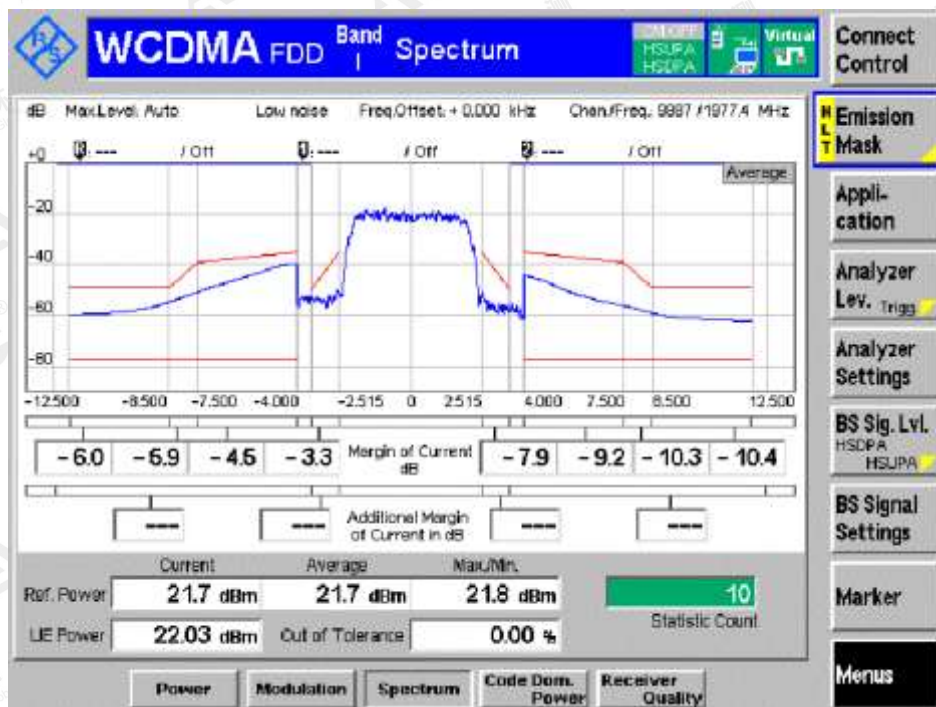 R S WCDMA FDD Band I Spectrum HSUPA HSDPA Virtual
Connect Control
dB Max.Level: Auto Low noise Freq.Offset: + 0.000 kHz Chan./Freq.: 9887 / 1977.4 MHz
+0 --- / Off 1: --- / Off 2: --- / Off
Average
N L T Emission Mask
-20
-40
-60
-80
-12.500 -8.500 -7.500 -4.000 -2.515 0 2.515 4.000 7.500 8.500 12.500
Appli- cation
Analyzer Lev. Trigg.
Analyzer Settings
-6.0 -6.9 -4.6 -3.3 Margin of Current dB -7.9 -9.2 -10.3 -10.4
BS Sig. Lvl. HSDPA HSUPA
--- --- Additional Margin of Current in dB --- ---
BS Signal Settings
Current Average Max./Min.
Ref. Power 21.7 dBm 21.7 dBm 21.8 dBm 10
Statistic Count
UE Power 22.03 dBm Out of Tolerance 0.00 %
Marker
Power Modulation Spectrum Code Dom. Power Receiver Quality
Menus